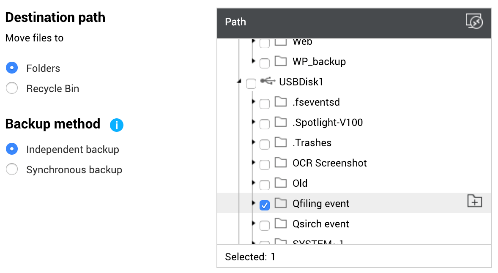 Destination path
Move files to
Folders
Recycle Bin
Backup method
Independent backup
Synchronous backup
Path
Web
WP_backup
USBDisk1
.fseventsd
.Spotlight-V100
.Trashes
OCR Screenshot
Old
Qfiling event
Qsirch event
Selected: 1